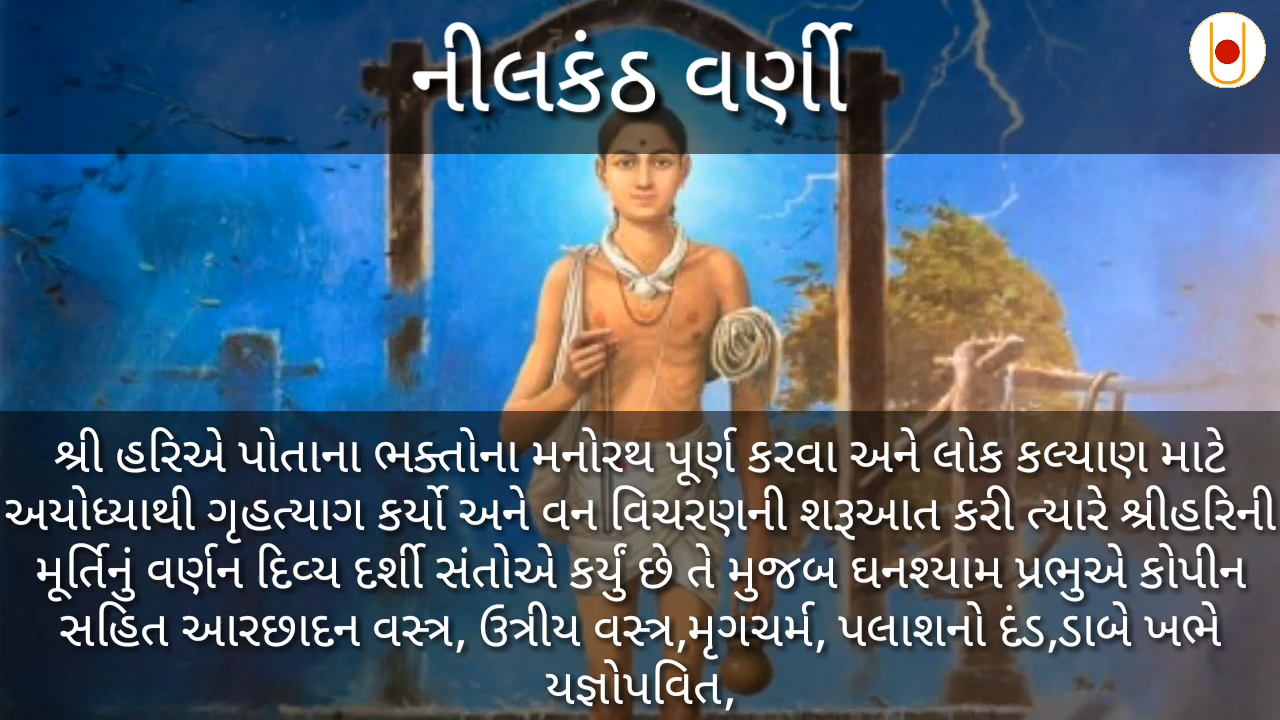 નીલકંઠ વર્ણી
શ્રી હરિએ પોતાના ભક્તોના મનોરથ પૂર્ણ કરવા અને લોક કલ્યાણ માટે
અયોધ્યાથી ગૃહત્યાગ કર્યો અને વન વિચરણની શરૂઆત કરી ત્યારે શ્રીહરિની
મૂર્તિનું વર્ણન દિવ્ય દર્શી સંતોએ કર્યું છે તે મુજબ ઘનશ્યામ પ્રભુએ કોપીન
સહિત આરછાદન વસ્ત્ર, ઉત્રીય વસ્ત્ર,મૃગચર્મ, પલાશનો દંડ,ડાબે ખભે
યજ્ઞોપવિત,